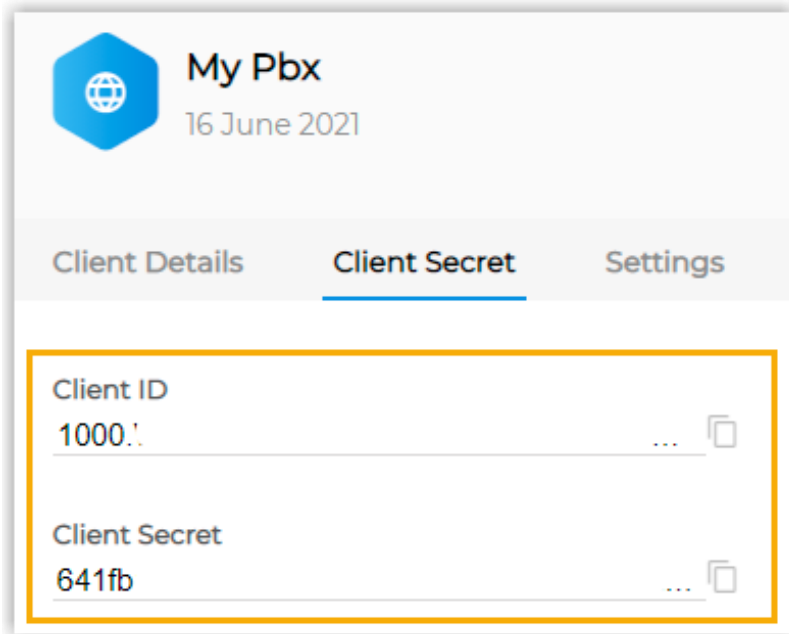 My Pbx
16 June 2021
Client Details Client Secret Settings
Client ID
1000.'. ...
Client Secret
641fb ...